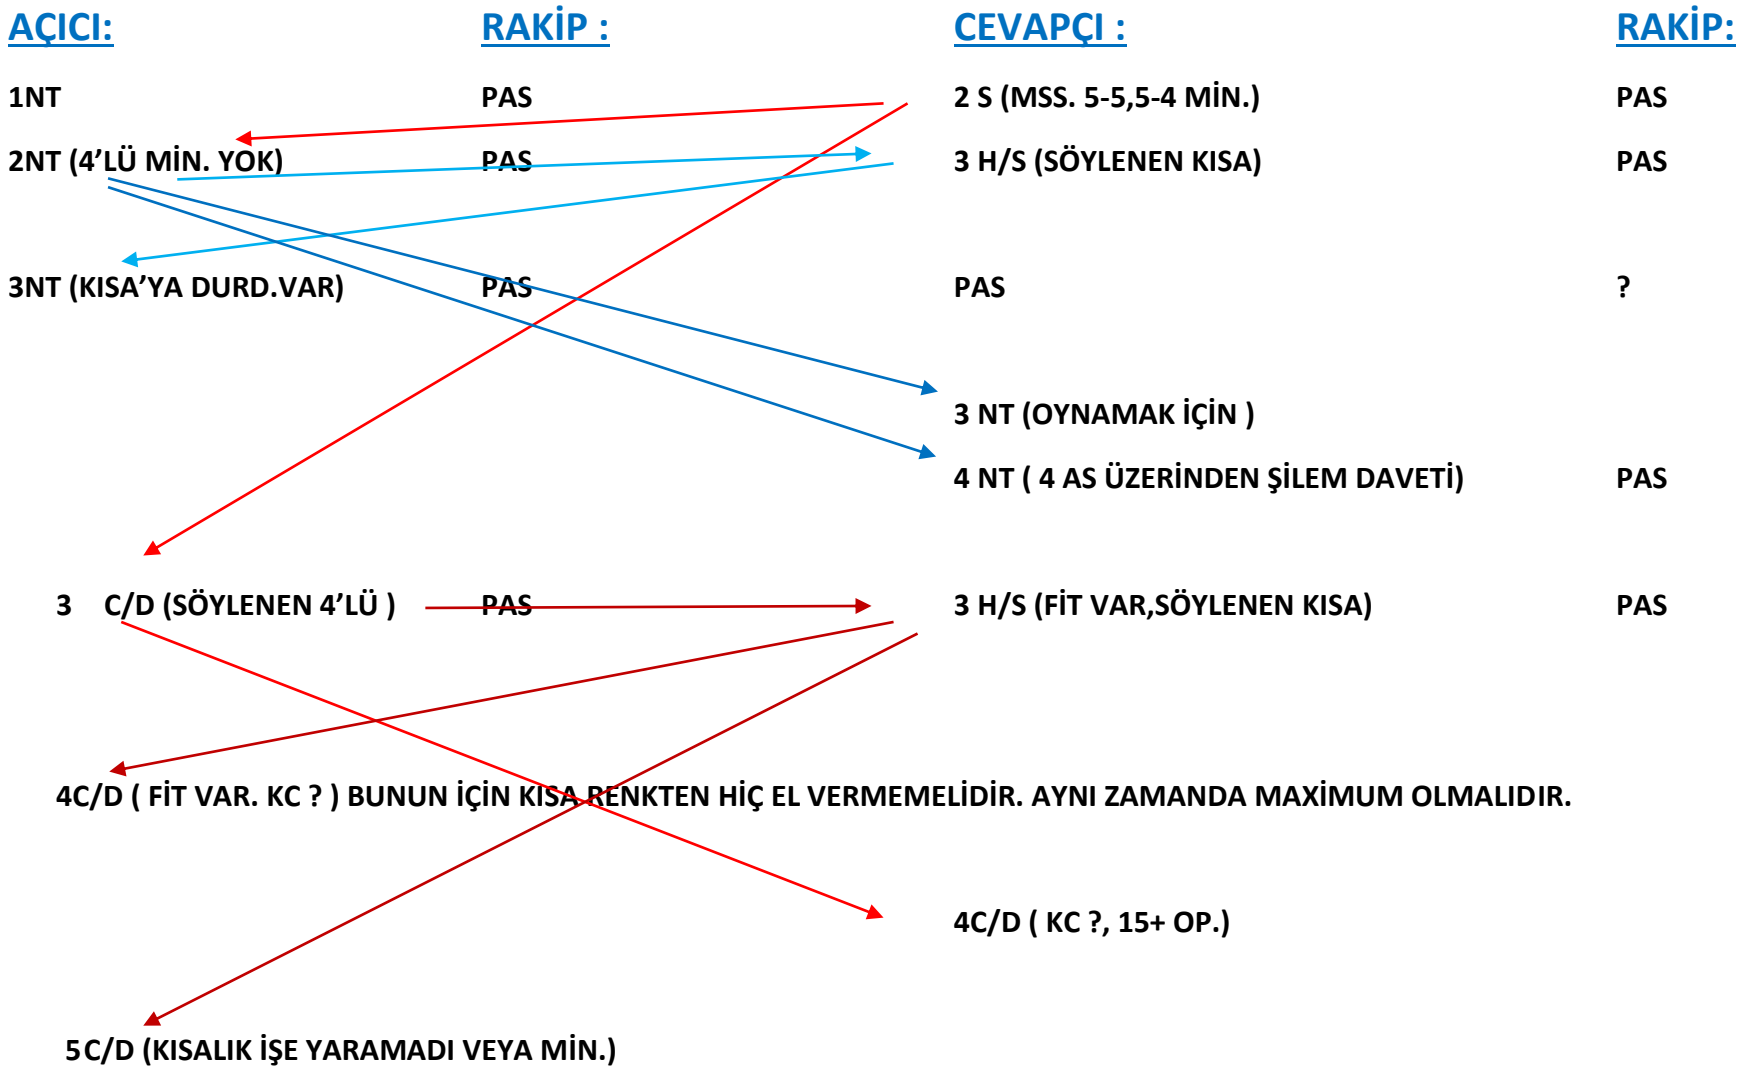 AÇICI: RAKİP : CEVAPÇI : RAKİP:
1NT PAS 2 S (MSS. 5-5,5-4 MİN.) PAS
2NT (4’LÜ MİN. YOK) PAS 3 H/S (SÖYLENEN KISA) PAS
3NT (KISA’YA DURD.VAR) PAS PAS ?
3 NT (OYNAMAK İÇİN )
4 NT ( 4 AS ÜZERİNDEN ŞİLEM DAVETİ) PAS
3 C/D (SÖYLENEN 4’LÜ ) PAS 3 H/S (FİT VAR,SÖYLENEN KISA) PAS
4C/D ( FİT VAR. KC ? ) BUNUN İÇİN KISA RENKTEN HİÇ EL VERMEMELİDİR. AYNI ZAMANDA MAXİMUM OLMALIDIR.
4C/D ( KC ?, 15+ OP.)
5C/D (KISALIK İŞE YARAMADI VEYA MİN.)